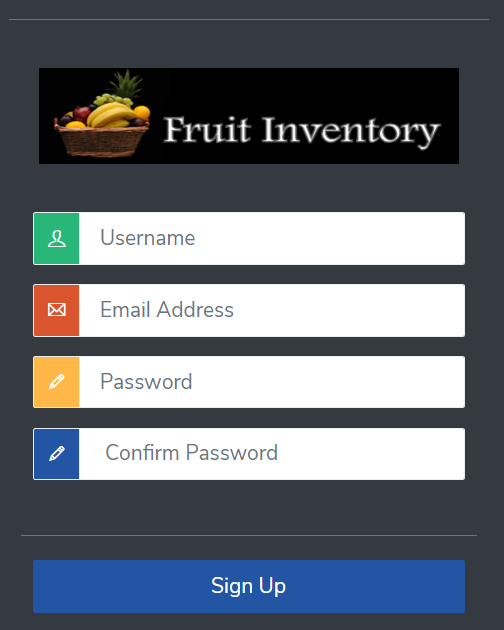 Fruit Inventory
Username
Email Address
Password
Confirm Password
Sign Up